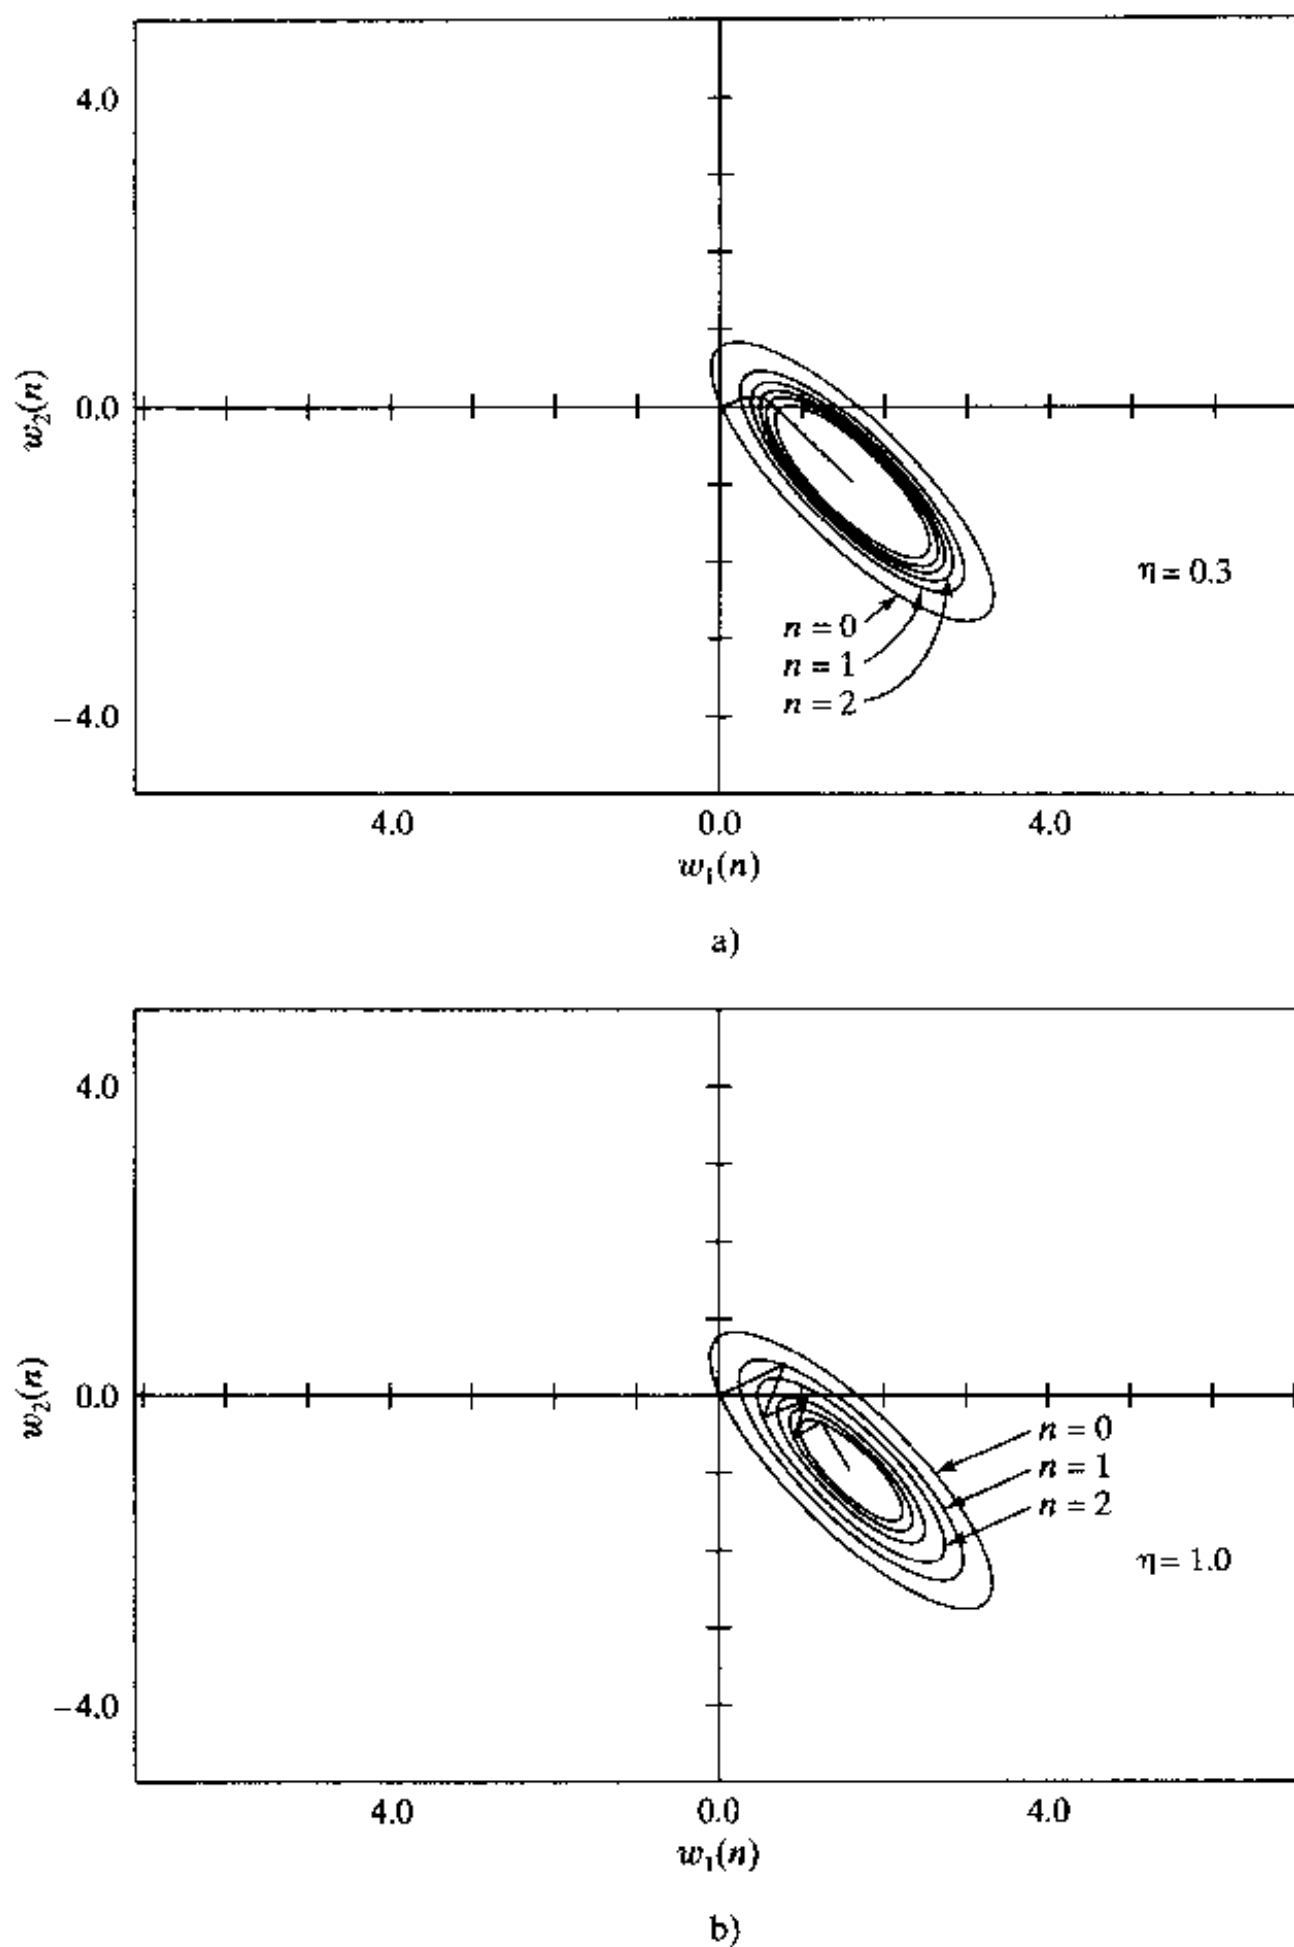 4.0
w₂(n)
0.0
η = 0.3
n = 0
n = 1
n = 2
−4.0
4.0 0.0 4.0
w₁(n)
a)
4.0
w₂(n)
0.0
n = 0
n = 1
n = 2
η = 1.0
−4.0
4.0 0.0 4.0
w₁(n)
b)